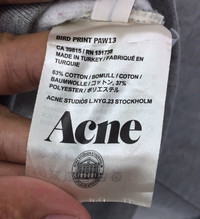 BIRD PRINT PAW13
CA 39815 / RN 131738
MADE IN TURKEY / FABRIQUÉ EN
TURQUIE
63% COTTON / BOMULL / COTON /
BAUMWOLLE / コットン, 37%
POLYESTER / ポリエステル
ACNE STUDIOS L.NYG.23 STOCKHOLM
Acne